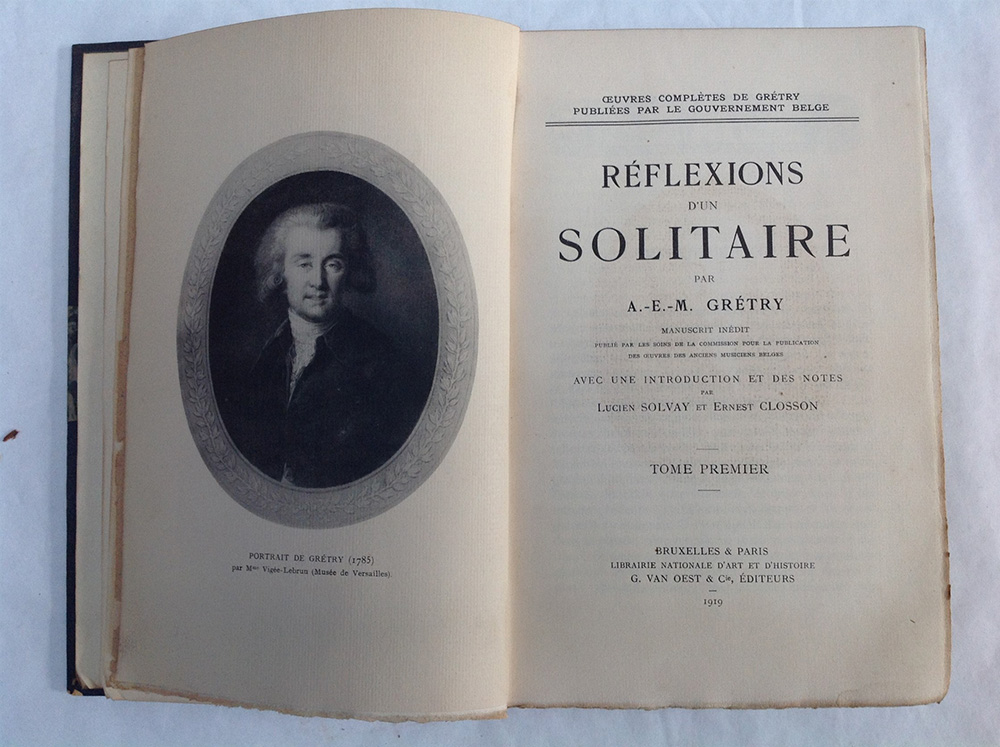 PORTRAIT DE GRÉTRY (1785)
par Mme Vigée-Lebrun (Musée de Versailles).
ŒUVRES COMPLÈTES DE GRÉTRY
PUBLIÉES PAR LE GOUVERNEMENT BELGE
RÉFLEXIONS
D'UN
SOLITAIRE
PAR
A.-E.-M. GRÉTRY
MANUSCRIT INÉDIT
PUBLIÉ PAR LES SOINS DE LA COMMISSION POUR LA PUBLICATION
DES ŒUVRES DES ANCIENS MUSICIENS BELGES
AVEC UNE INTRODUCTION ET DES NOTES
PAR
LUCIEN SOLVAY ET ERNEST CLOSSON
TOME PREMIER
BRUXELLES & PARIS
LIBRAIRIE NATIONALE D'ART ET D'HISTOIRE
G. VAN OEST & Cie, ÉDITEURS
1919